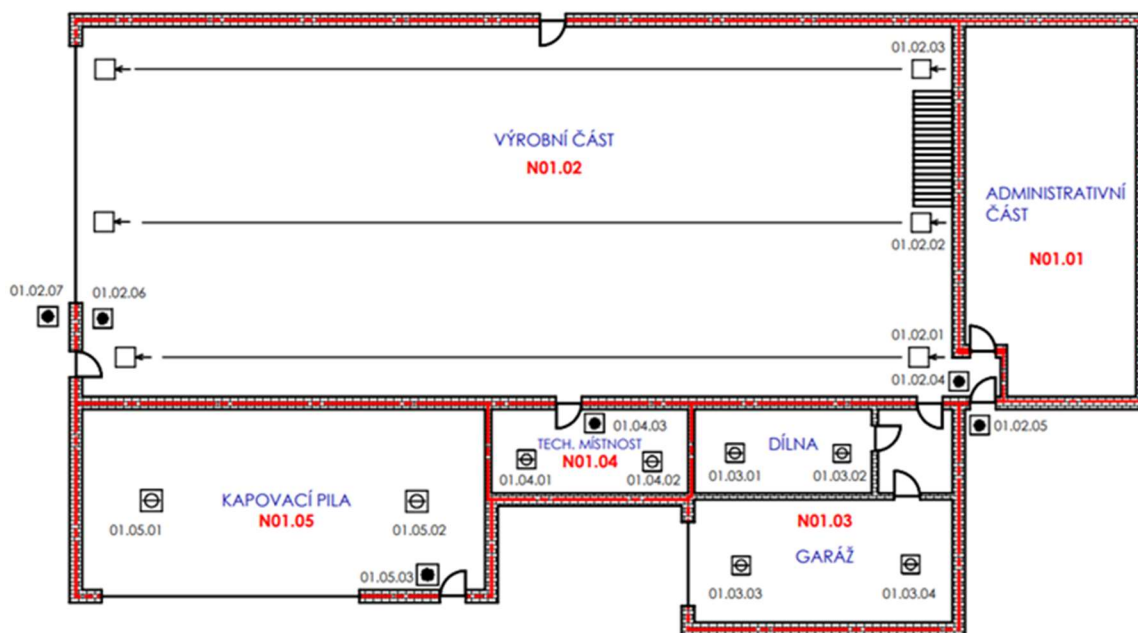 01.02.03
VÝROBNÍ ČÁST
N01.02
ADMINISTRATIVNÍ
ČÁST
N01.01
01.02.02
01.02.07
01.02.06
01.02.01
01.02.04
01.02.05
01.04.03
TECH. MÍSTNOST
N01.04
01.04.01
01.04.02
DÍLNA
01.03.01
01.03.02
KAPOVACÍ PILA
N01.05
01.05.01
01.05.02
01.05.03
N01.03
GARÁŽ
01.03.03
01.03.04